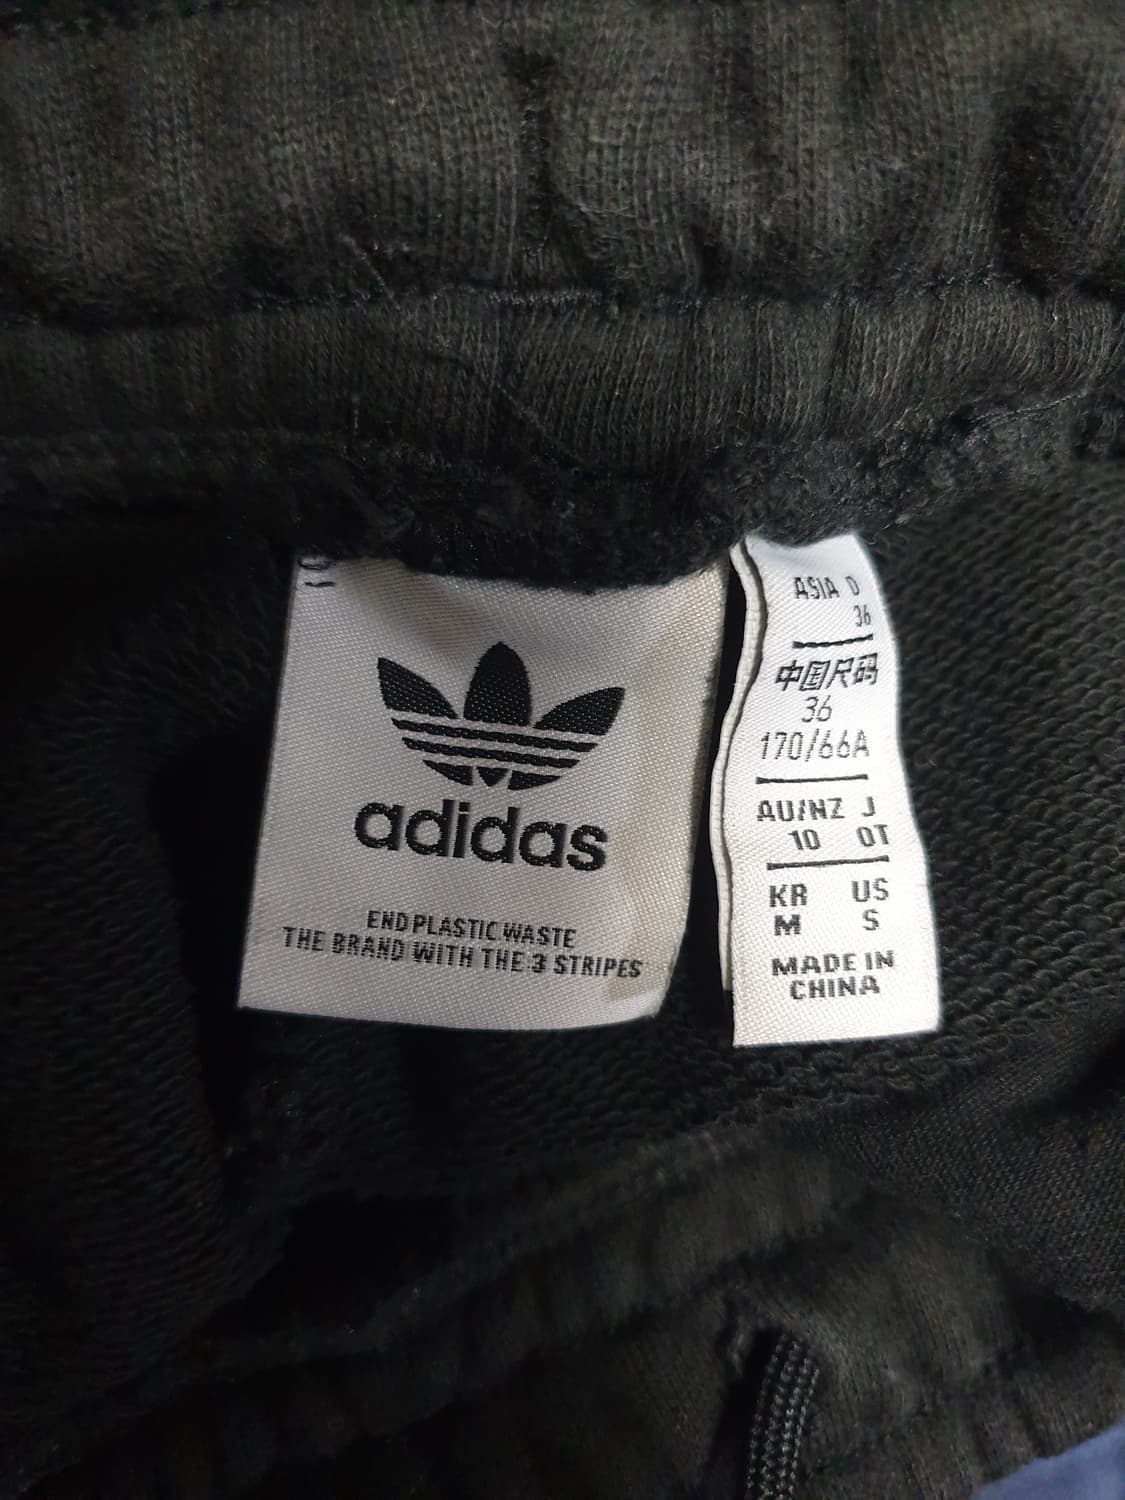 adidas
END PLASTIC WASTE
THE BRAND WITH THE 3 STRIPES
ASIA D
36
中国尺码
36
170/66A
AU/NZ J
10 OT
KR US
M S
MADE IN
CHINA